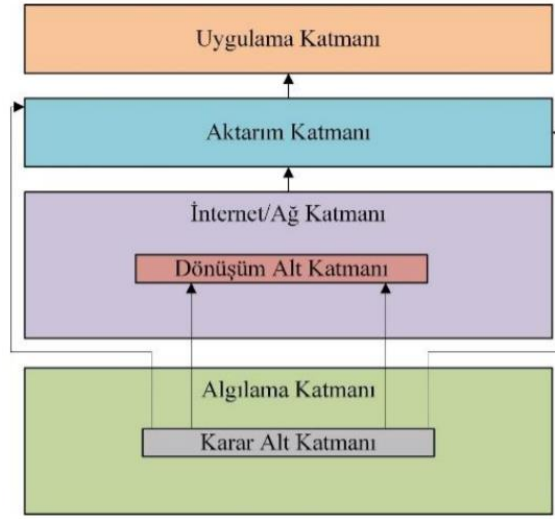 Uygulama Katmanı
Aktarım Katmanı
İnternet/Ağ Katmanı
Dönüşüm Alt Katmanı
Algılama Katmanı
Karar Alt Katmanı